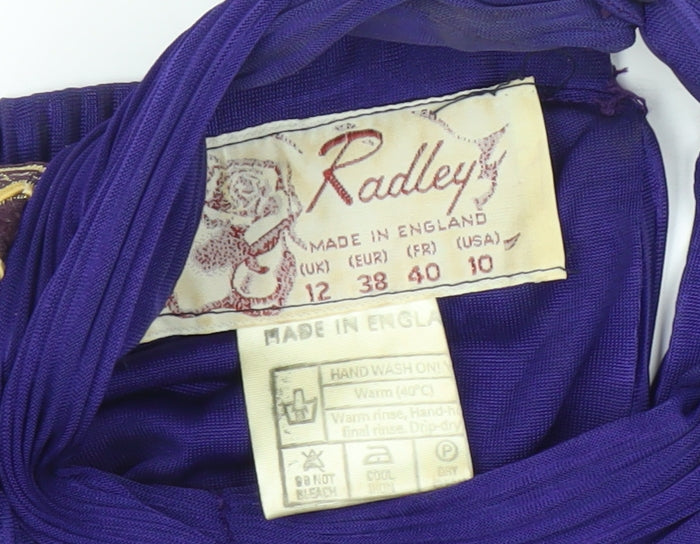 Radley
MADE IN ENGLAND
(UK) (EUR) (FR) (USA)
12 38 40 10
MADE IN ENGLA
HAND WASH ONLY
Warm (40°C)
Warm rinse, Hand-h
final rinse. Drip-dry
DO NOT BLEACH
COOL IRON
P
DRY